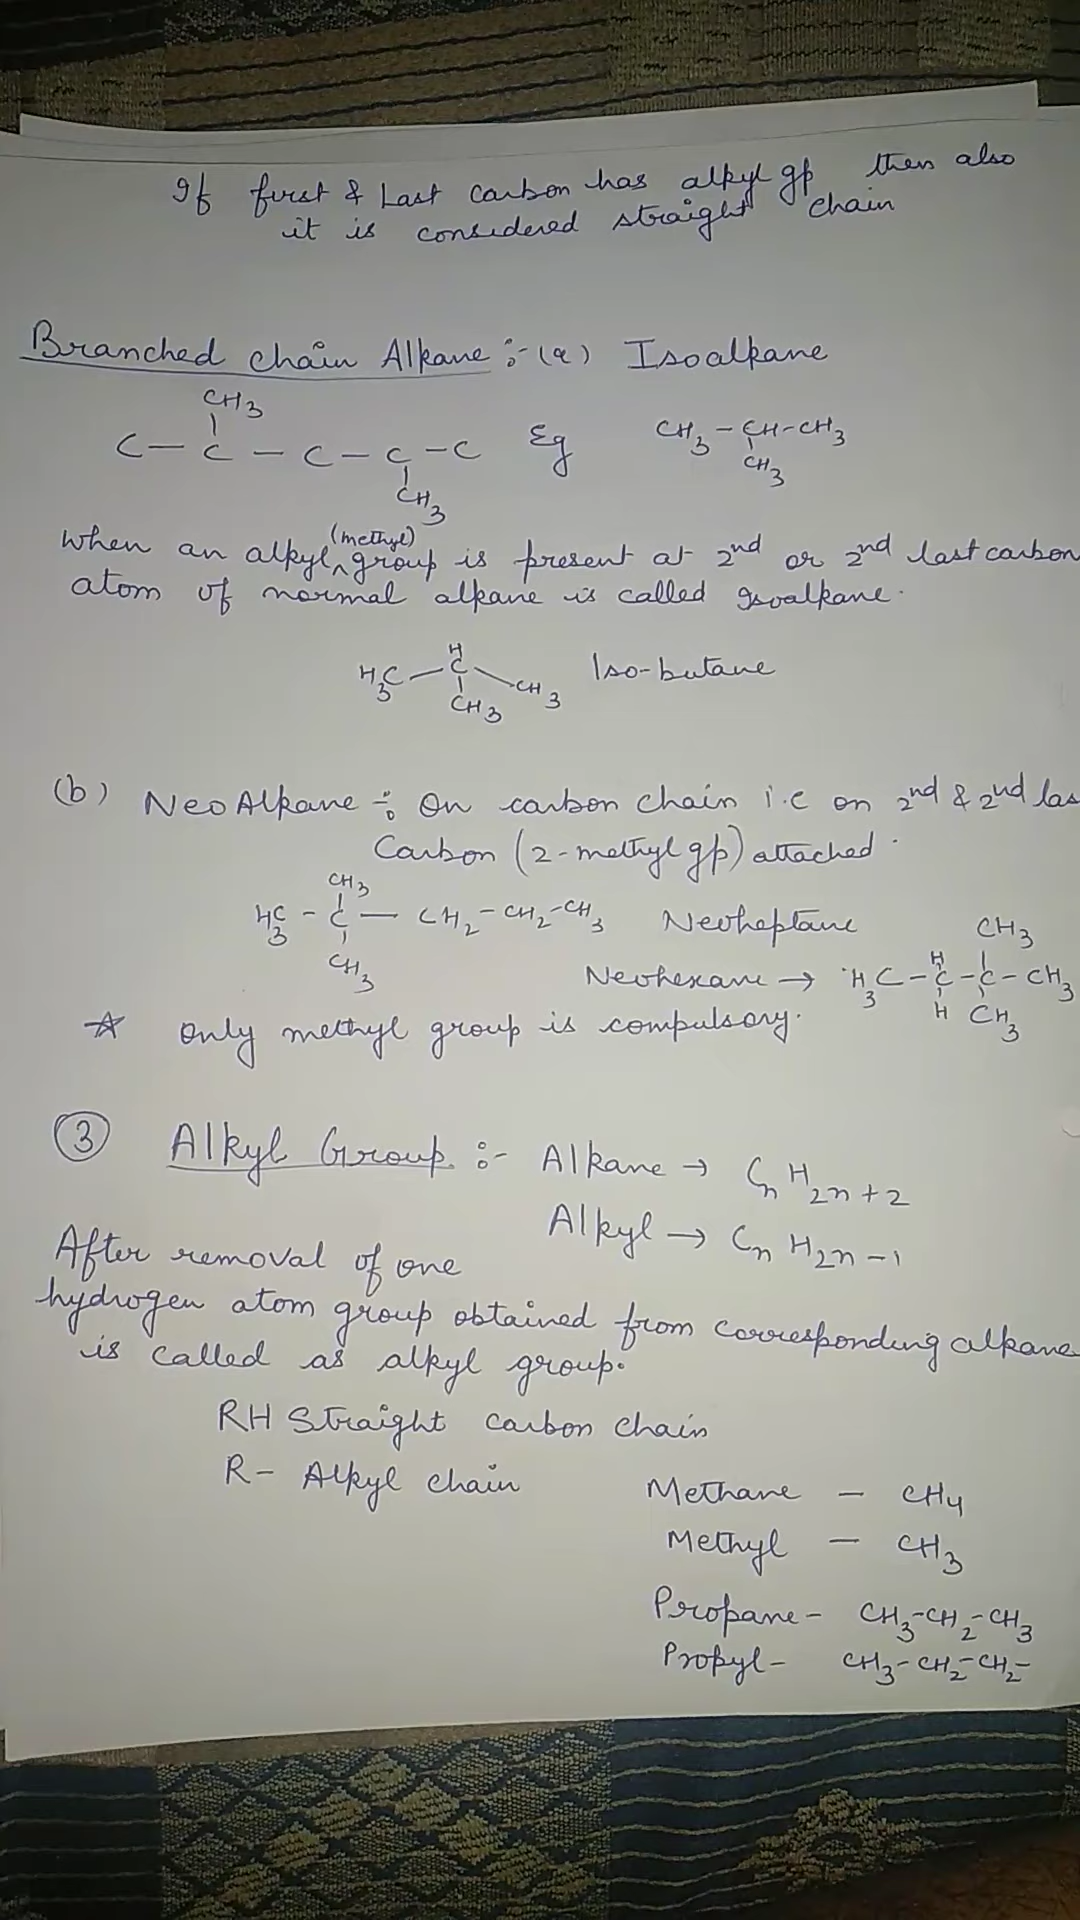 If first & Last carbon has alkyl gp then also
it is considered straight chain
Branched chain Alkane :- (a) Isoalkane
CH3
C - C - C - C - C Eg CH3 - CH - CH3
CH3 CH3
(methyl)
when an alkyl ^ group is present at 2nd or 2nd last carbon
atom of normal alkane is called Isoalkane.
H
H3C - C - CH3 Iso-butane
CH3
(b) Neo Alkane :- On carbon chain i.e on 2nd & 2nd las
Carbon (2-methyl gp) attached.
CH3
H3C - C - CH2 - CH2 - CH3 Neoheptane
CH3
CH3
H
Neohexane → H3C - C - C - CH3
H CH3
☆ Only methyl group is compulsory.
③ Alkyl Group :- Alkane → CnH2n+2
Alkyl → CnH2n-1
After removal of one
hydrogen atom group obtained from corresponding alkane
is called as alkyl group.
RH Straight carbon chain
R- Alkyl chain
Methane - CH4
Methyl - CH3
Propane - CH3-CH2-CH3
Propyl - CH3-CH2-CH2-